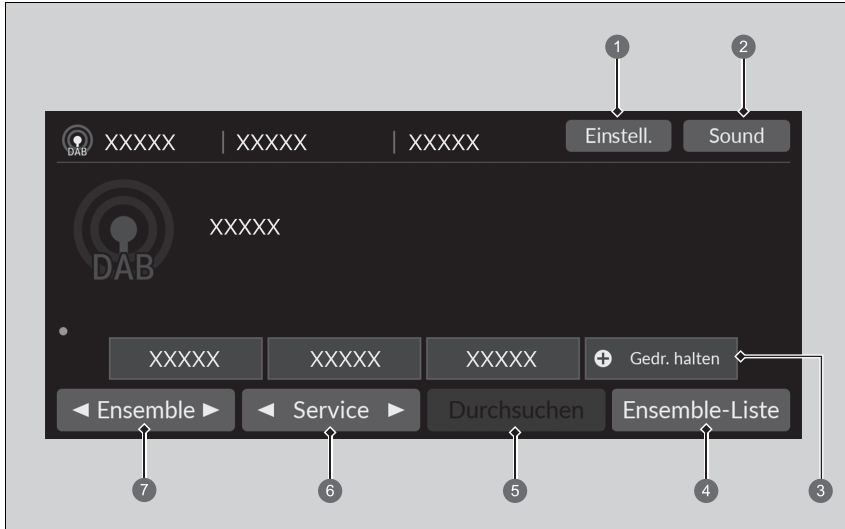 1 2
DAB XXXXX | XXXXX | XXXXX Einstell. Sound
DAB XXXXX
XXXXX XXXXX XXXXX Gedr. halten 3
◄ Ensemble ► ◄ Service ► Durchsuchen Ensemble-Liste
7 6 5 4